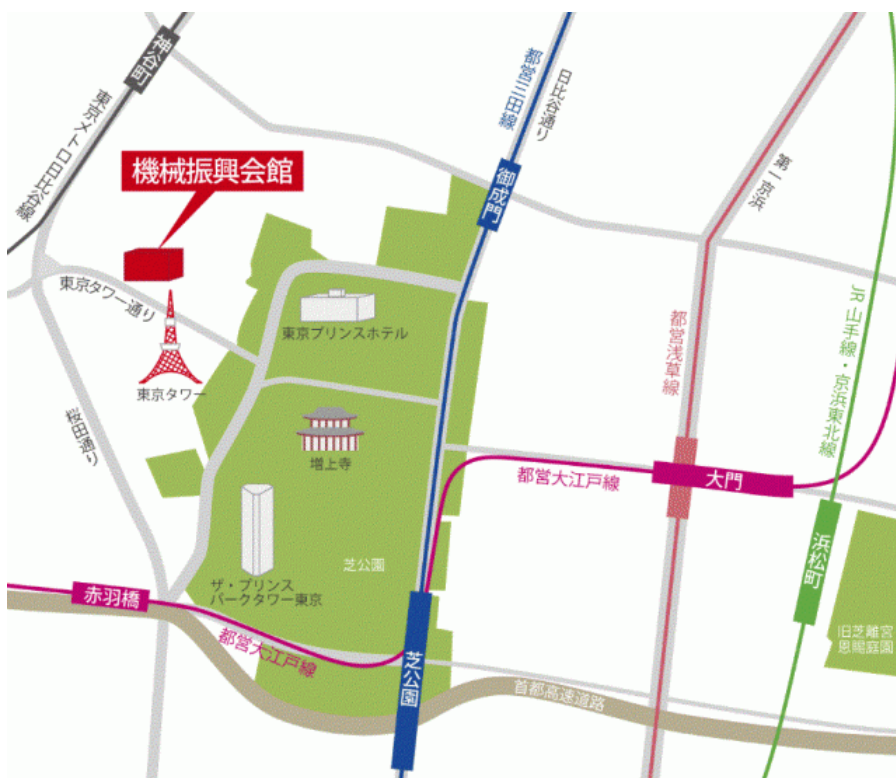 神谷町
東京メトロ日比谷線
機械振興会館
都営三田線
日比谷通り
御成門
第一京浜
東京タワー通り
東京タワー
東京プリンスホテル
都営浅草線
JR 山手線・京浜東北線
桜田通り
増上寺
都営大江戸線
大門
浜松町
芝公園
ザ・プリンス
パークタワー東京
赤羽橋
都営大江戸線
芝公園
首都高速道路
旧芝離宮
恩賜庭園